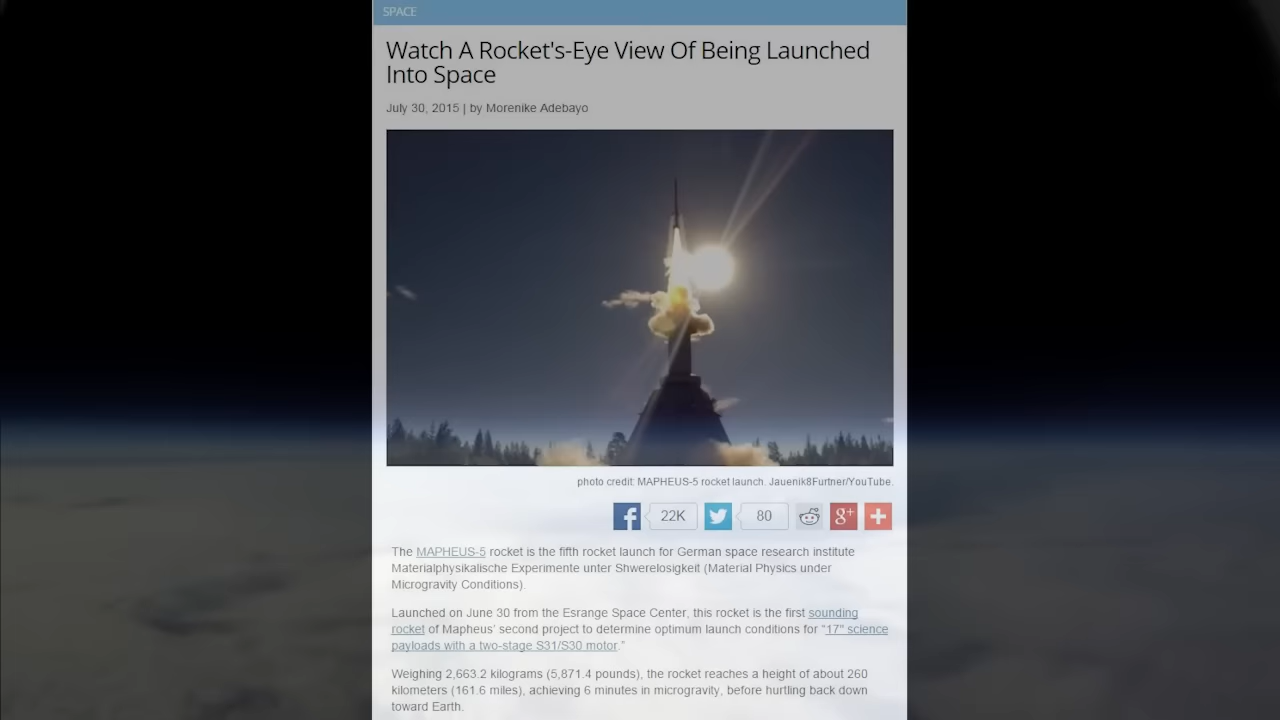 SPACE
Watch A Rocket's-Eye View Of Being Launched
Into Space
July 30, 2015 | by Morenike Adebayo
photo credit: MAPHEUS-5 rocket launch. Jauenik8Furtner/YouTube.
22K
80
The MAPHEUS-5 rocket is the fifth rocket launch for German space research institute
Materialphysikalische Experimente unter Shwerelosigkeit (Material Physics under
Microgravity Conditions).
Launched on June 30 from the Esrange Space Center, this rocket is the first sounding
rocket of Mapheus' second project to determine optimum launch conditions for "17" science
payloads with a two-stage S31/S30 motor."
Weighing 2,663.2 kilograms (5,871.4 pounds), the rocket reaches a height of about 260
kilometers (161.6 miles), achieving 6 minutes in microgravity, before hurtling back down
toward Earth.